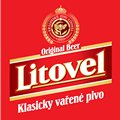 Original Beer
Litovel
Klasicky vařené pivo